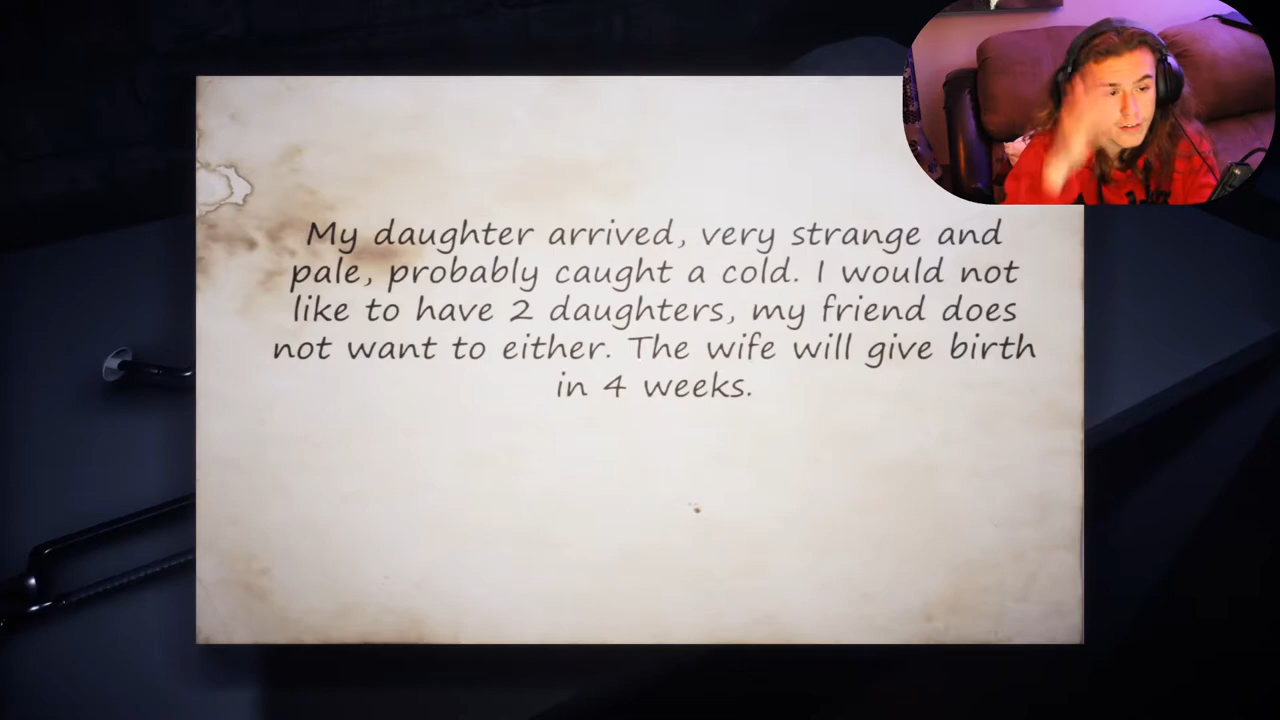 My daughter arrived, very strange and
pale, probably caught a cold. I would not
like to have 2 daughters, my friend does
not want to either. The wife will give birth
in 4 weeks.